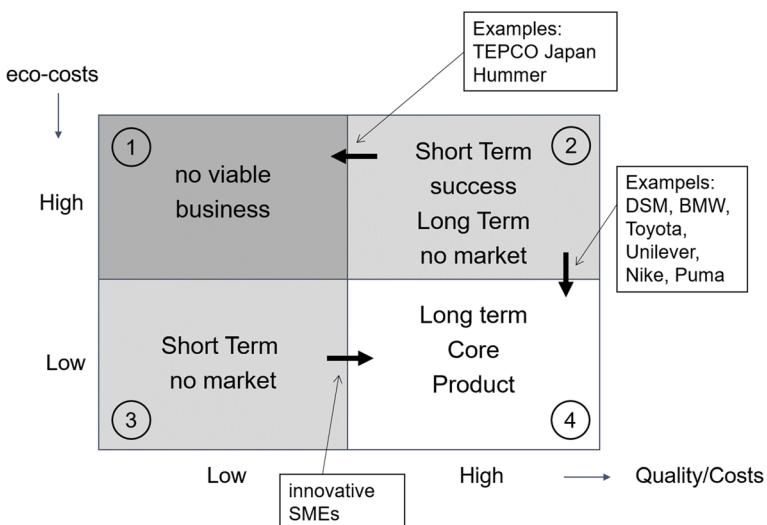 Examples:
TEPCO Japan
Hummer
eco-costs
1
no viable
business
2
Short Term
success
Long Term
no market
Exampels:
DSM, BMW,
Toyota,
Unilever,
Nike, Puma
High
Low
Short Term
no market
3
Long term
Core
Product
4
Low
High
Quality/Costs
innovative
SMEs